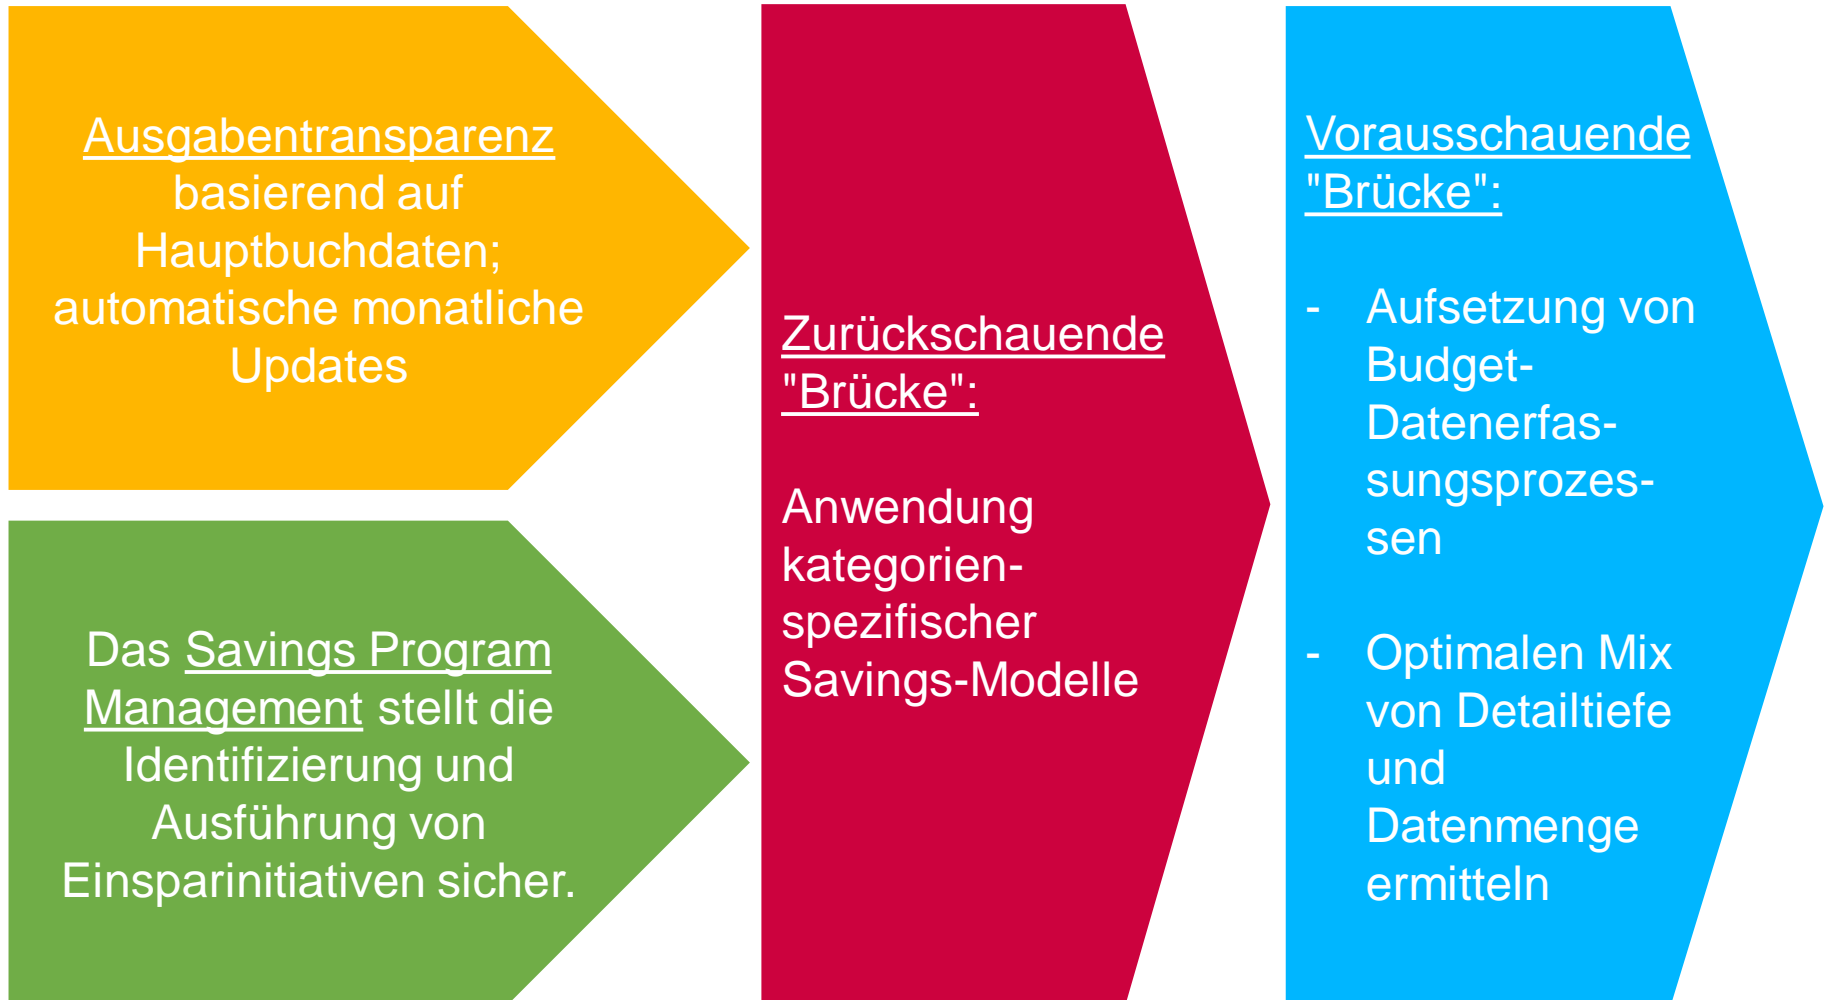 Ausgabentransparenz
basierend auf
Hauptbuchdaten;
automatische monatliche
Updates
Das Savings Program
Management stellt die
Identifizierung und
Ausführung von
Einsparinitiativen sicher.
Zurückschauende
"Brücke":
Anwendung
kategorien-
spezifischer
Savings-Modelle
Vorausschauende
"Brücke":
- Aufsetzung von
Budget-
Datenerfas-
sungsprozes-
sen
- Optimalen Mix
von Detailtiefe
und
Datenmenge
ermitteln